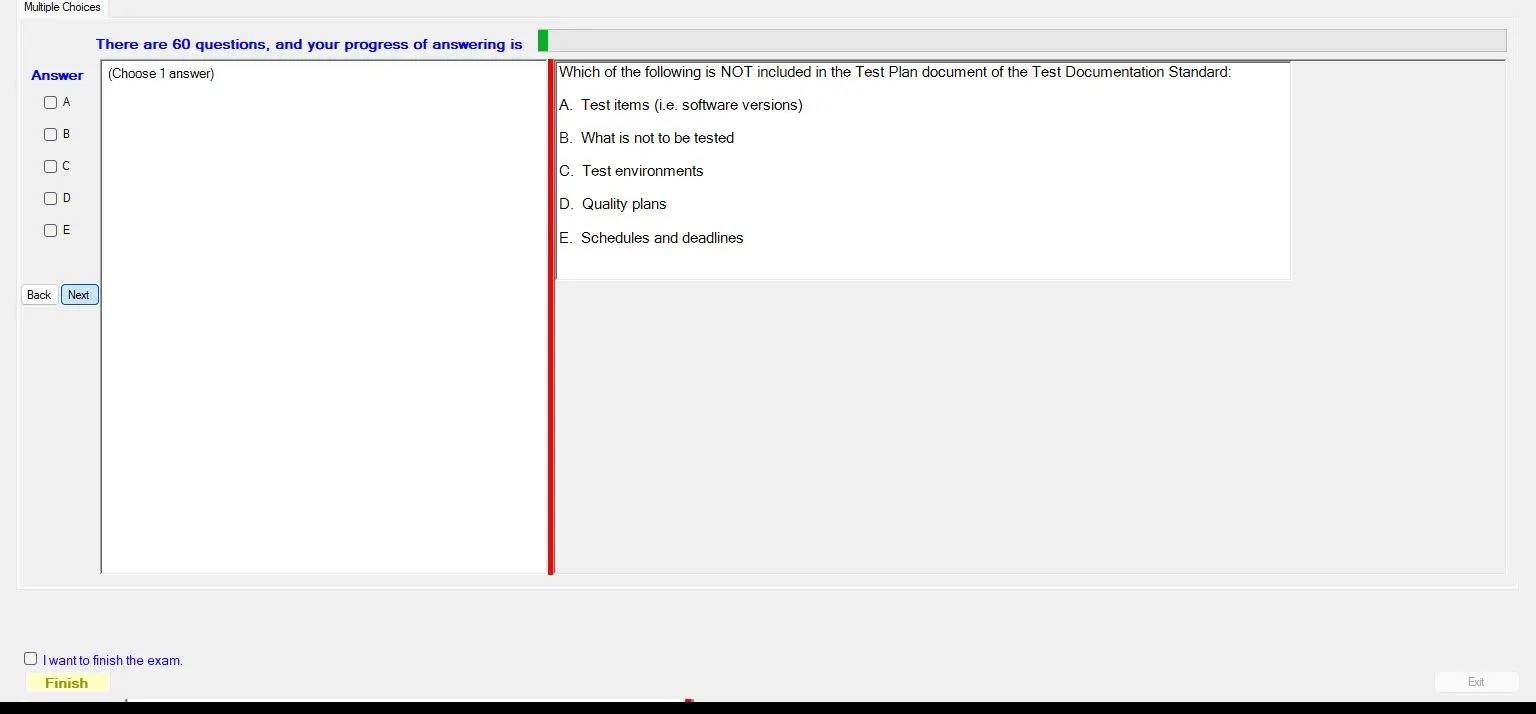 Multiple Choices
There are 60 questions, and your progress of answering is
Answer
(Choose 1 answer)
A
B
C
D
E
Back
Next
Which of the following is NOT included in the Test Plan document of the Test Documentation Standard:
A. Test items (i.e. software versions)
B. What is not to be tested
C. Test environments
D. Quality plans
E. Schedules and deadlines
I want to finish the exam.
Finish
Exit